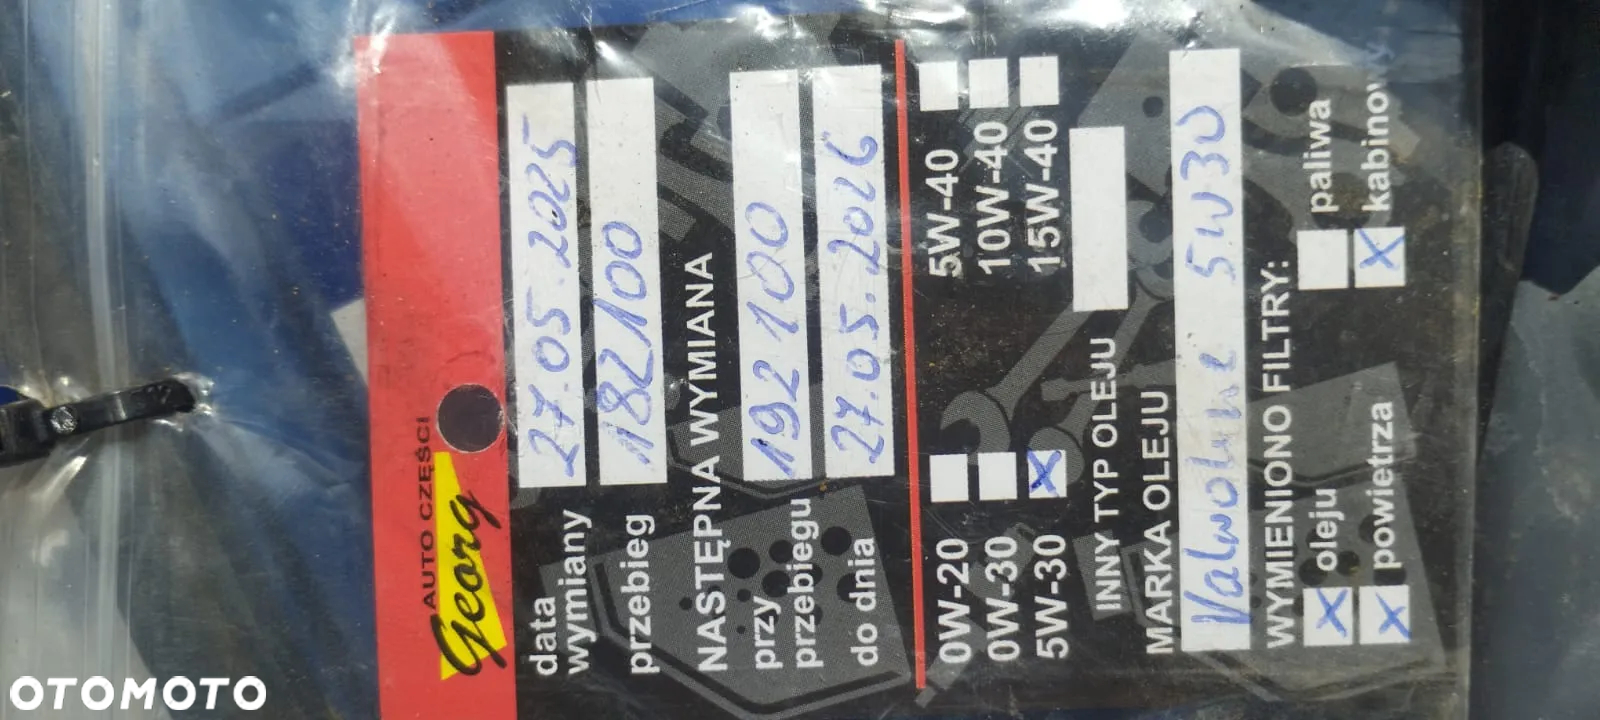 AUTO CZĘŚCI
Georg
data wymiany 27.05.2025
przebieg 182100
NASTĘPNA WYMIANA
przy przebiegu 192100
do dnia 27.05.2026
0W-20 5W-40
0W-30 10W-40
5W-30 X 15W-40
INNY TYP OLEJU
MARKA OLEJU
Valvoline 5W30
WYMIENIONO FILTRY:
X oleju paliwa
X powietrza X kabinowy
OTOMOTO